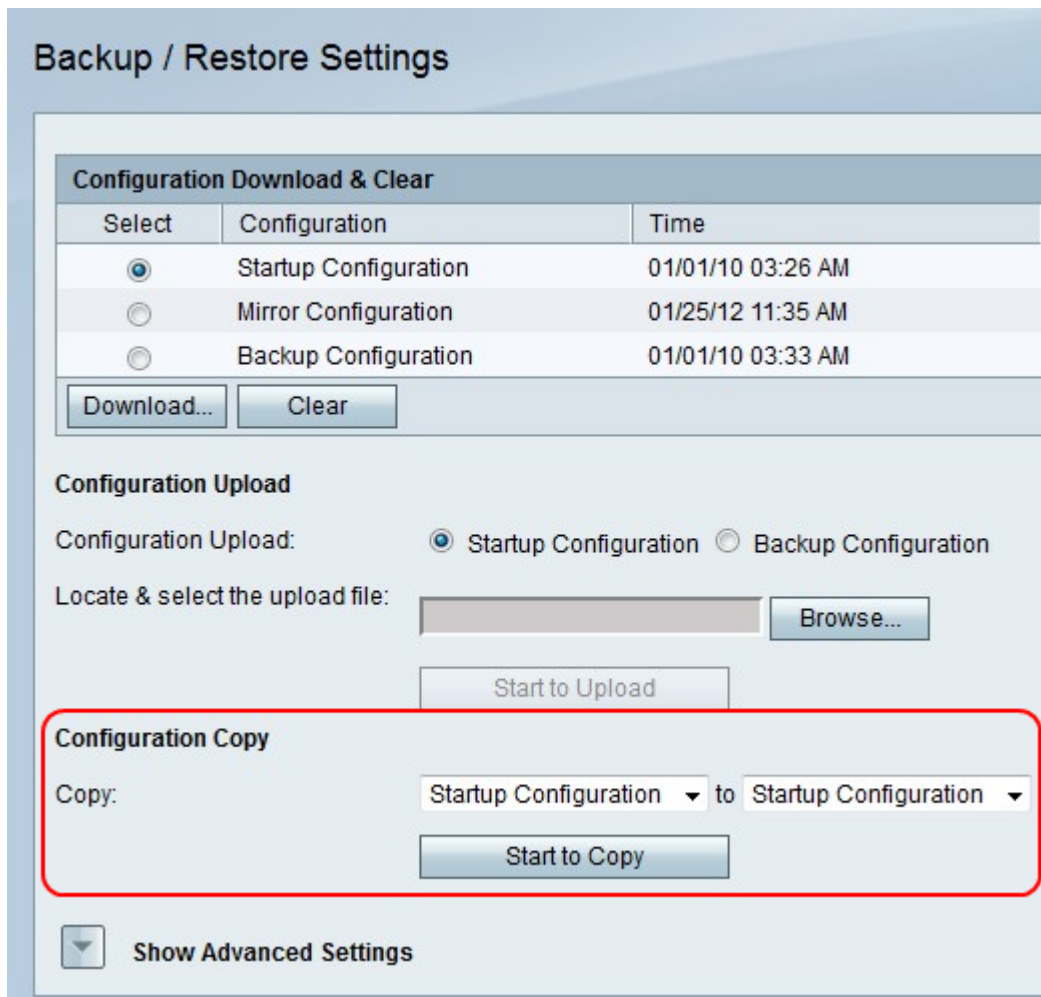 Backup / Restore Settings
Configuration Download & Clear
Select Configuration Time
Startup Configuration 01/01/10 03:26 AM
Mirror Configuration 01/25/12 11:35 AM
Backup Configuration 01/01/10 03:33 AM
Download... Clear
Configuration Upload
Configuration Upload: Startup Configuration Backup Configuration
Locate & select the upload file: Browse...
Start to Upload
Configuration Copy
Copy: Startup Configuration to Startup Configuration
Start to Copy
Show Advanced Settings